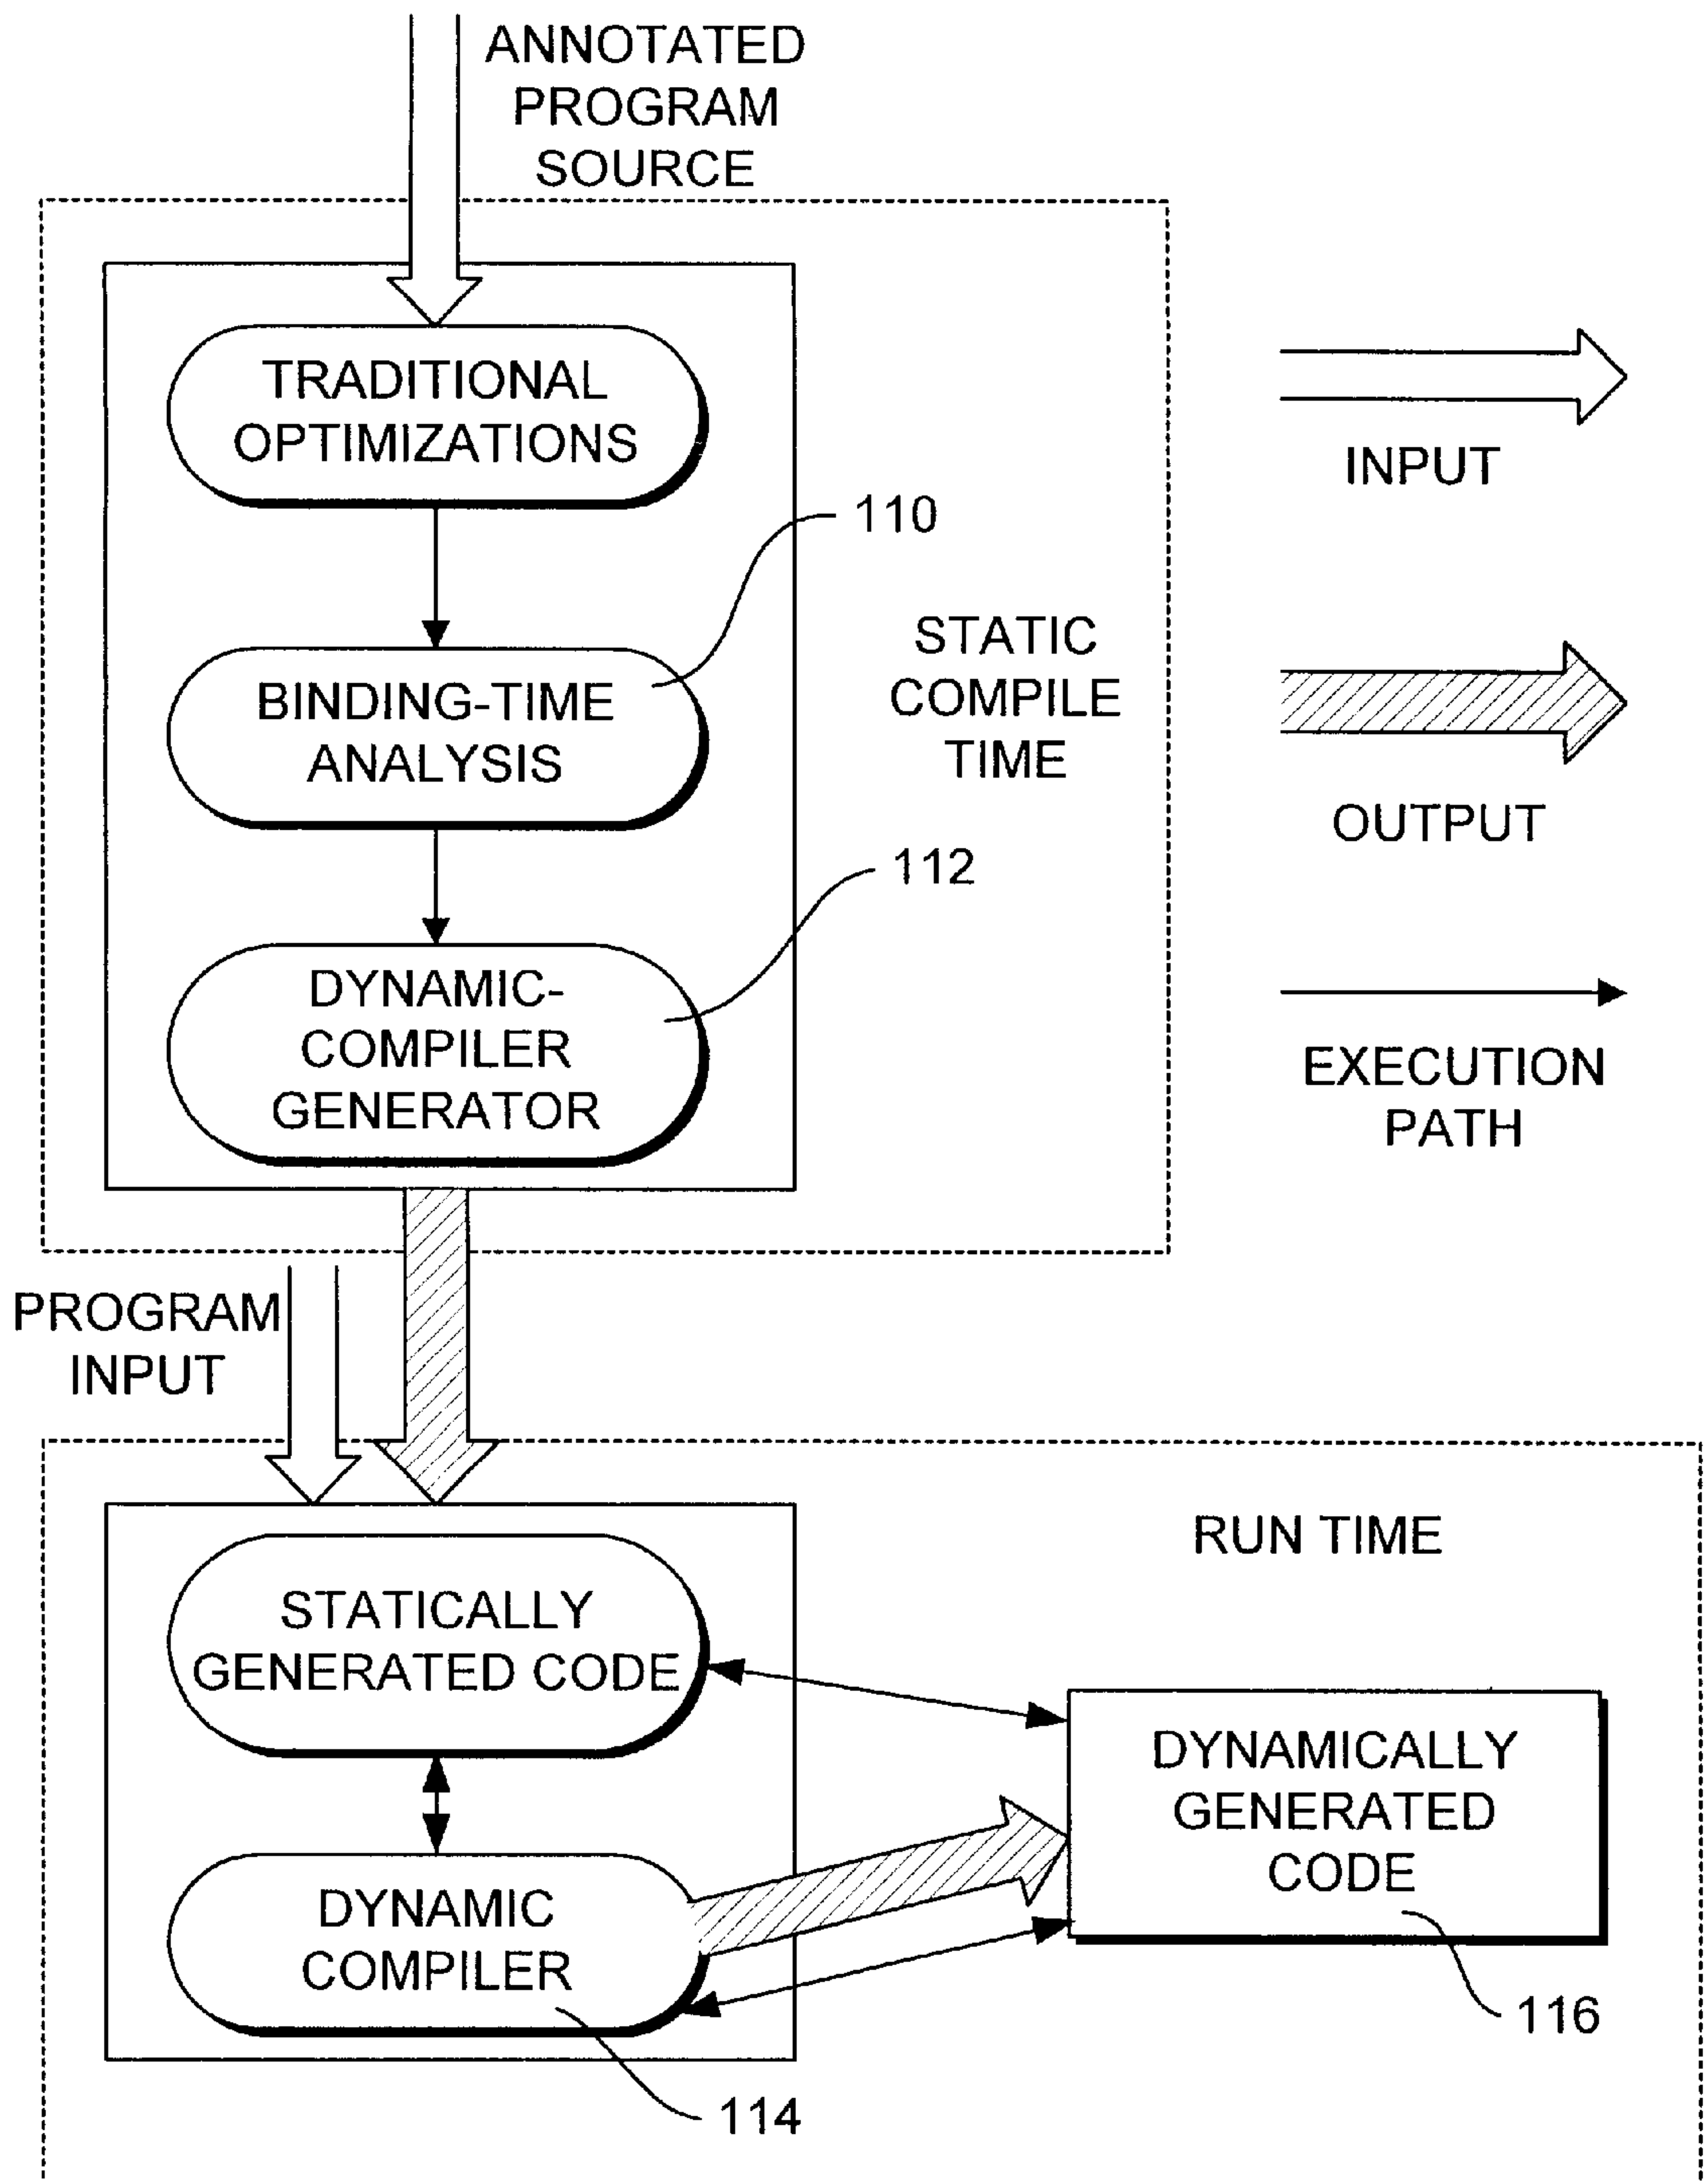 ANNOTATED
PROGRAM
SOURCE
TRADITIONAL
OPTIMIZATIONS
110
BINDING-TIME
ANALYSIS
112
DYNAMIC-
COMPILER
GENERATOR
STATIC
COMPILE
TIME
INPUT
OUTPUT
EXECUTION
PATH
PROGRAM
INPUT
RUN TIME
STATICALLY
GENERATED CODE
DYNAMIC
COMPILER
114
DYNAMICALLY
GENERATED
CODE
116